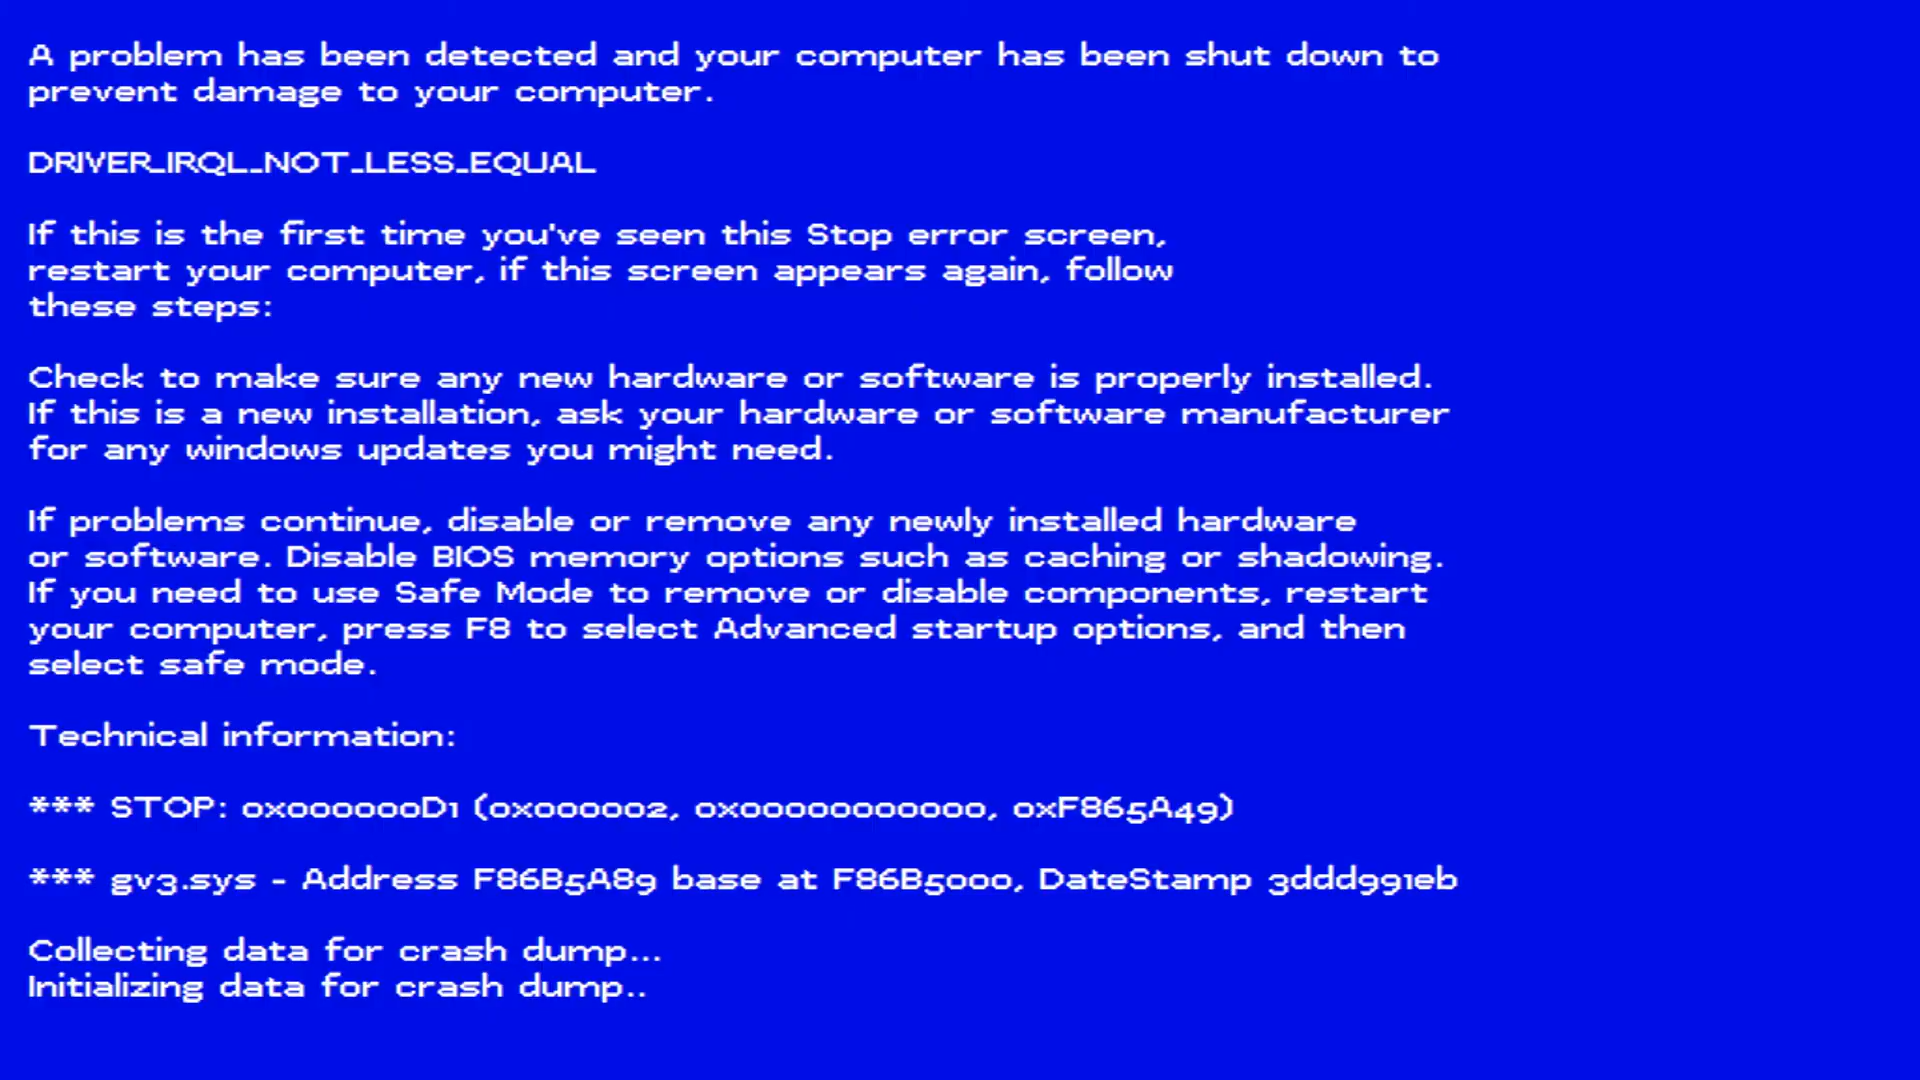 A problem has been detected and your computer has been shut down to
prevent damage to your computer.
DRIVER_IRQL_NOT_LESS_EQUAL
If this is the first time you've seen this Stop error screen,
restart your computer, if this screen appears again, follow
these steps:
Check to make sure any new hardware or software is properly installed.
If this is a new installation, ask your hardware or software manufacturer
for any windows updates you might need.
If problems continue, disable or remove any newly installed hardware
or software. Disable BIOS memory options such as caching or shadowing.
If you need to use Safe Mode to remove or disable components, restart
your computer, press F8 to select Advanced startup options, and then
select safe mode.
Technical information:
*** STOP: 0x000000D1 (0x000002, 0x00000000000, 0xF865A49)
*** gv3.sys - Address F86B5A89 base at F86B5000, DateStamp 3ddd991eb
Collecting data for crash dump...
Initializing data for crash dump..